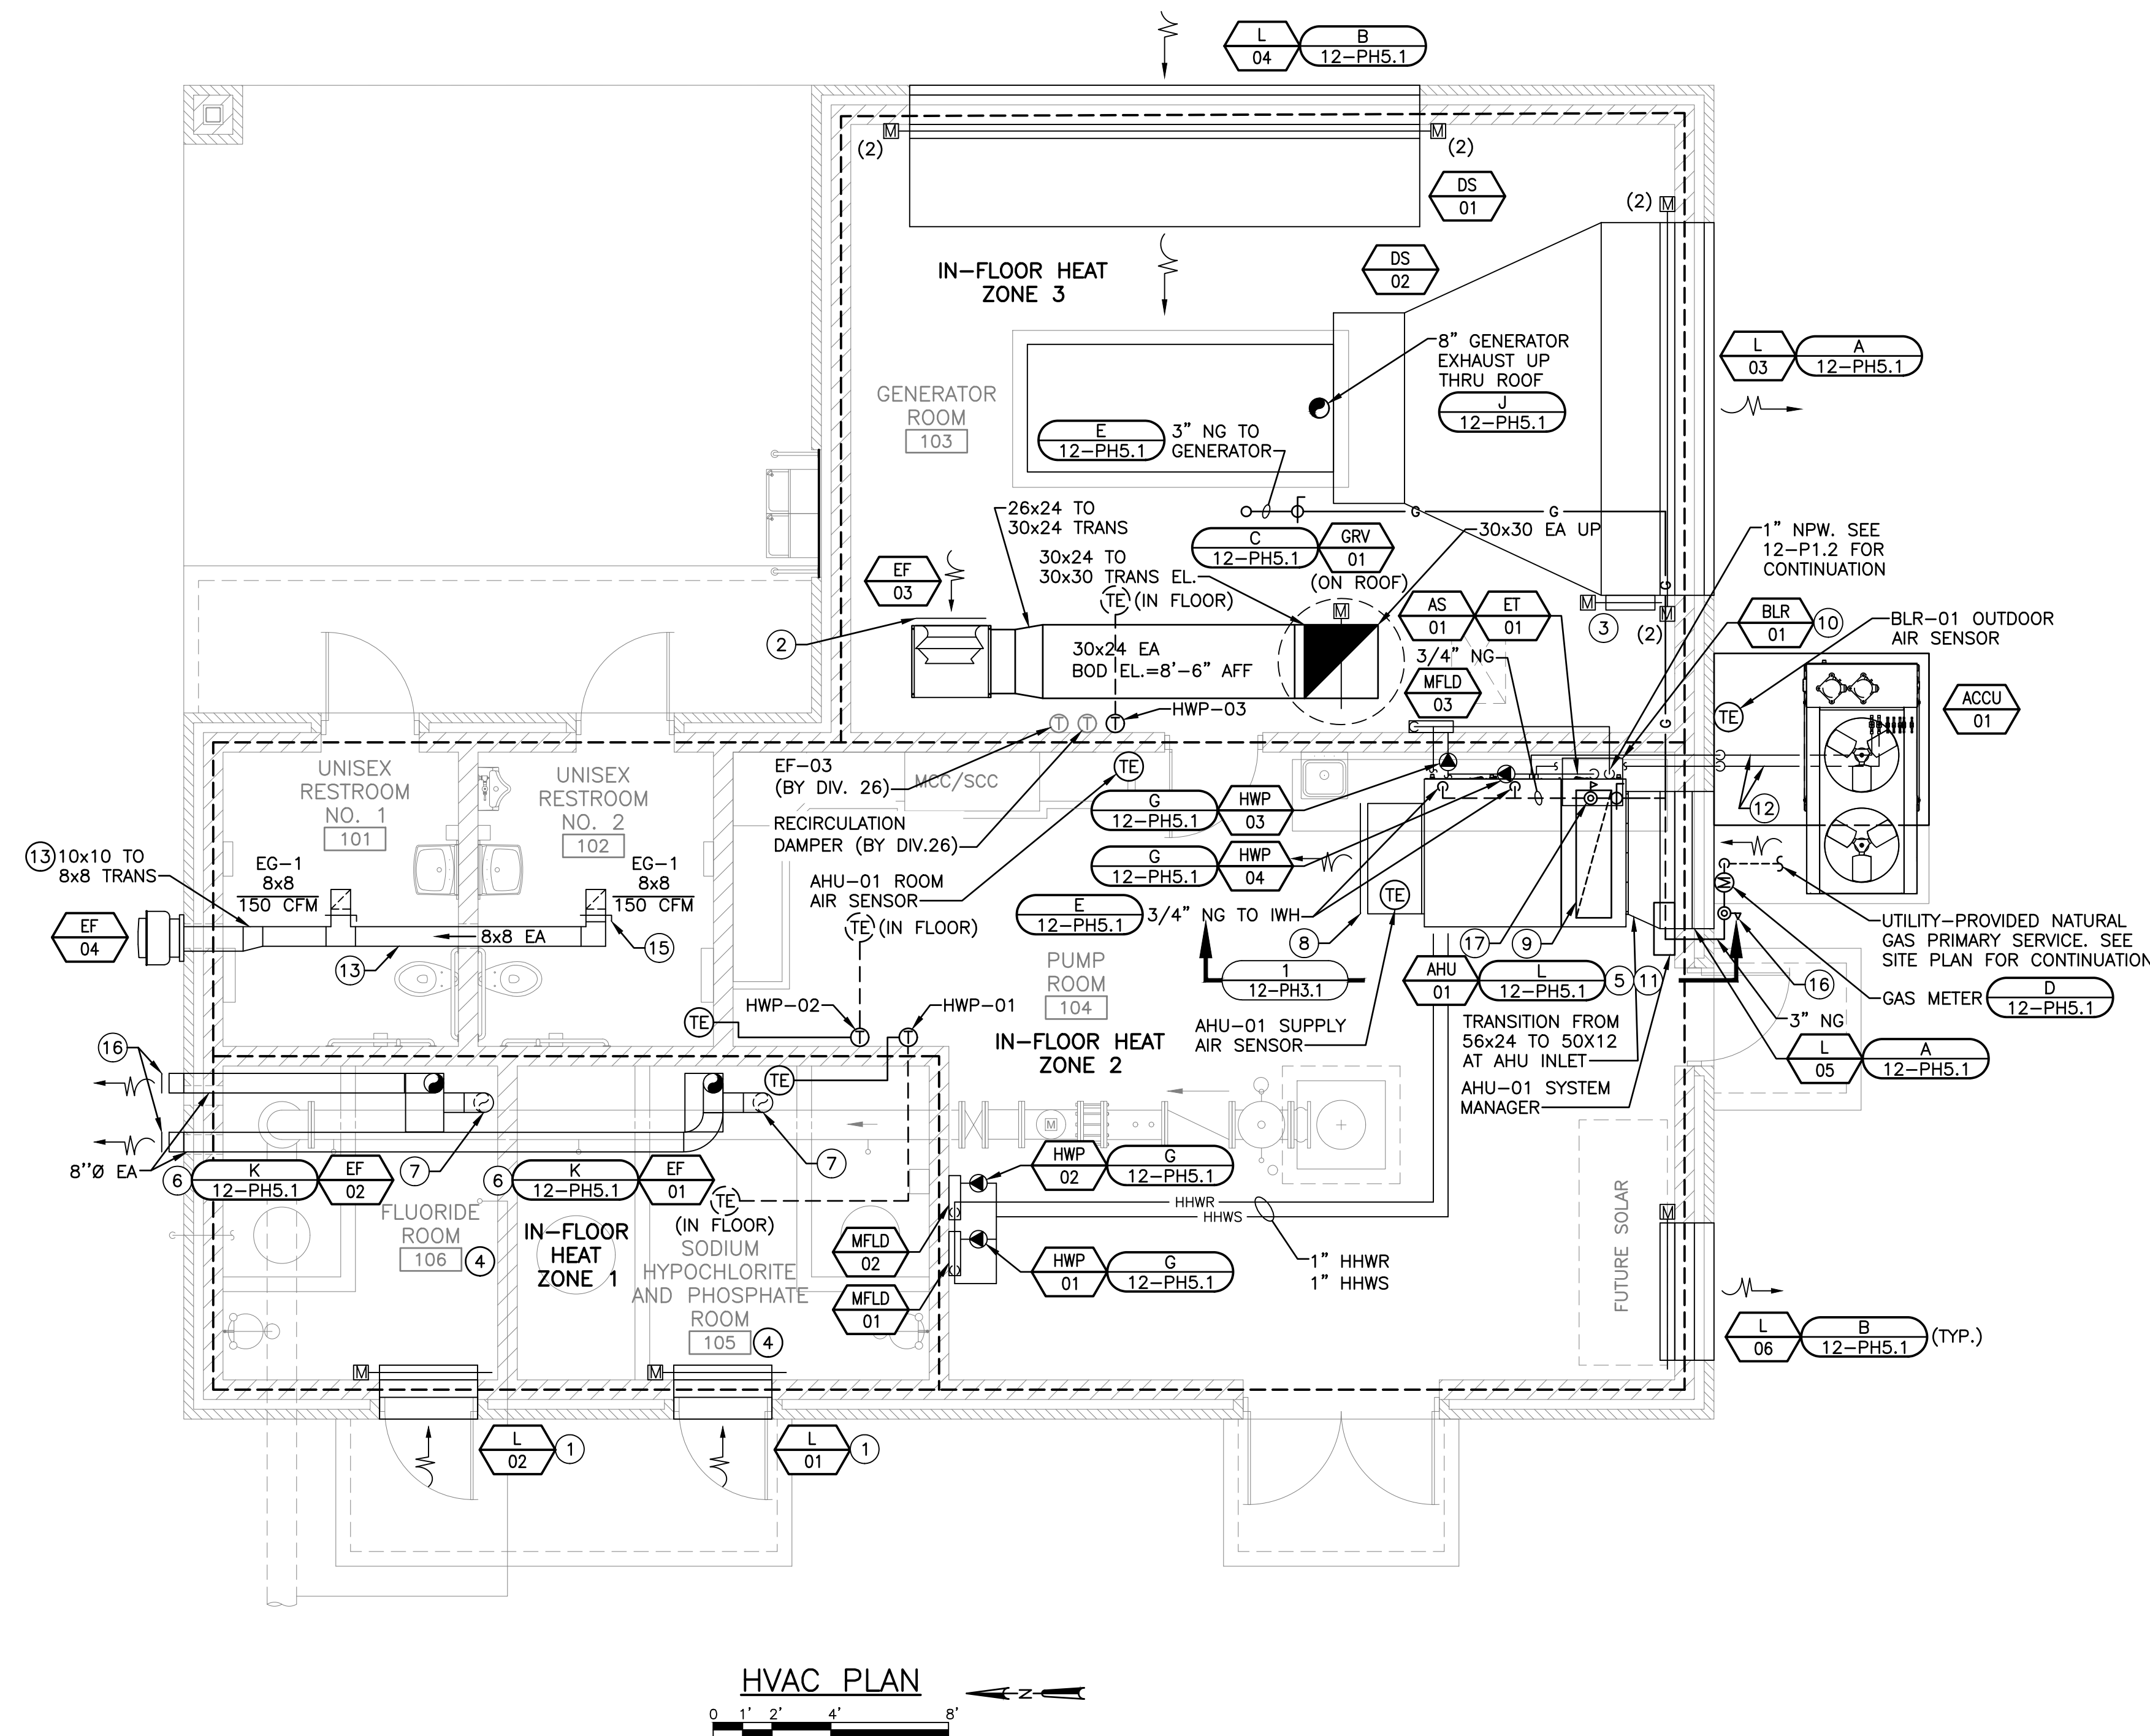 L
04
B
12-PH5.1
M
(2)
M
(2)
DS
01
(2)
M
IN-FLOOR HEAT
ZONE 3
DS
02
8" GENERATOR
EXHAUST UP
THRU ROOF
J
12-PH5.1
L
03
A
12-PH5.1
GENERATOR
ROOM
103
E
12-PH5.1
3" NG TO
GENERATOR
26x24 TO
30x24 TRANS
G
G
C
12-PH5.1
GRV
01
(ON ROOF)
30x30 EA UP
1" NPW. SEE
12-P1.2 FOR
CONTINUATION
30x24 TO
30x30 TRANS EL.
EF
03
TE
(IN FLOOR)
M
AS
01
ET
01
M
G
M
3
(2)
BLR
01
10
BLR-01 OUTDOOR
AIR SENSOR
2
30x24 EA
BOD EL.=8'-6" AFF
3/4" NG
MFLD
03
ACCU
01
TE
HWP-03
T
T
T
G
UNISEX
RESTROOM
NO. 1
101
UNISEX
RESTROOM
NO. 2
102
EF-03
(BY DIV. 26)
MCC/SCC
TE
G
12-PH5.1
HWP
03
12
RECIRCULATION
DAMPER (BY DIV.26)
G
12-PH5.1
HWP
04
13
10x10 TO
8x8 TRANS
EG-1
8x8
150 CFM
EG-1
8x8
150 CFM
AHU-01 ROOM
AIR SENSOR
TE
M
E
12-PH5.1
3/4" NG TO IWH
EF
04
8x8 EA
13
15
TE
(IN FLOOR)
8
17
9
UTILITY-PROVIDED NATURAL
GAS PRIMARY SERVICE. SEE
SITE PLAN FOR CONTINUATION
PUMP
ROOM
104
1
12-PH3.1
AHU
01
L
12-PH5.1
5
11
16
GAS METER
D
12-PH5.1
TE
HWP-02
T
T
HWP-01
IN-FLOOR HEAT
ZONE 2
AHU-01 SUPPLY
AIR SENSOR
TRANSITION FROM
56x24 TO 50X12
AT AHU INLET
3" NG
L
05
A
12-PH5.1
16
TE
AHU-01 SYSTEM
MANAGER
8"Ø EA
6
K
12-PH5.1
EF
02
7
6
K
12-PH5.1
EF
01
7
M
HWP
02
G
12-PH5.1
TE
(IN FLOOR)
HHWR
HHWS
FLUORIDE
ROOM
106
4
IN-FLOOR
HEAT
ZONE 1
SODIUM
HYPOCHLORITE
AND PHOSPHATE
ROOM
105
4
MFLD
02
MFLD
01
HWP
01
G
12-PH5.1
1" HHWR
1" HHWS
FUTURE SOLAR
M
L
06
B
12-PH5.1
(TYP.)
M
M
L
02
1
L
01
1
HVAC PLAN
N
0 1' 2' 4' 8'